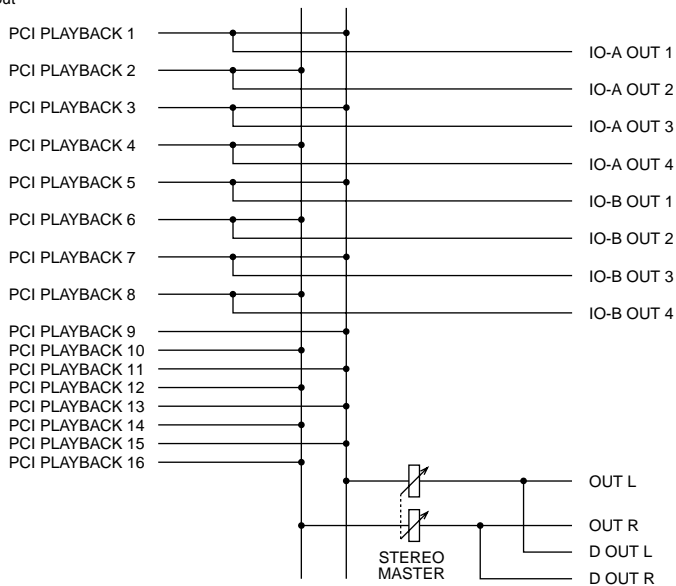 PCI PLAYBACK 1
IO-A OUT 1
PCI PLAYBACK 2
IO-A OUT 2
PCI PLAYBACK 3
IO-A OUT 3
PCI PLAYBACK 4
IO-A OUT 4
PCI PLAYBACK 5
IO-B OUT 1
PCI PLAYBACK 6
IO-B OUT 2
PCI PLAYBACK 7
IO-B OUT 3
PCI PLAYBACK 8
IO-B OUT 4
PCI PLAYBACK 9
PCI PLAYBACK 10
PCI PLAYBACK 11
PCI PLAYBACK 12
PCI PLAYBACK 13
PCI PLAYBACK 14
PCI PLAYBACK 15
PCI PLAYBACK 16
OUT L
OUT R
STEREO
MASTER
D OUT L
D OUT R